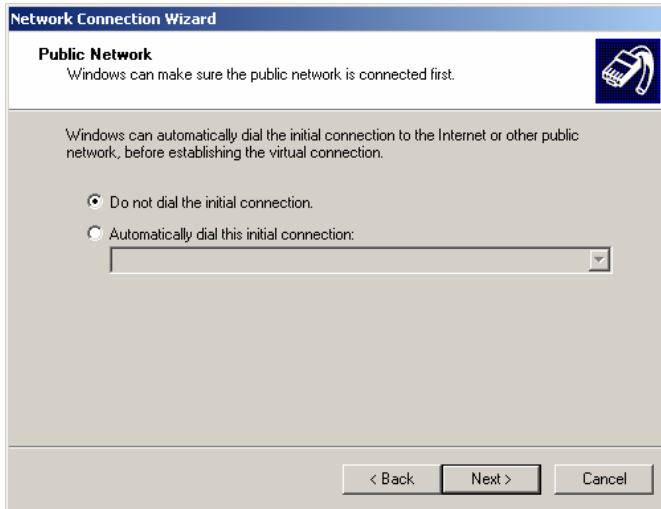 Network Connection Wizard
Public Network
Windows can make sure the public network is connected first.
Windows can automatically dial the initial connection to the Internet or other public
network, before establishing the virtual connection.
Do not dial the initial connection.
Automatically dial this initial connection:
< Back Next > Cancel